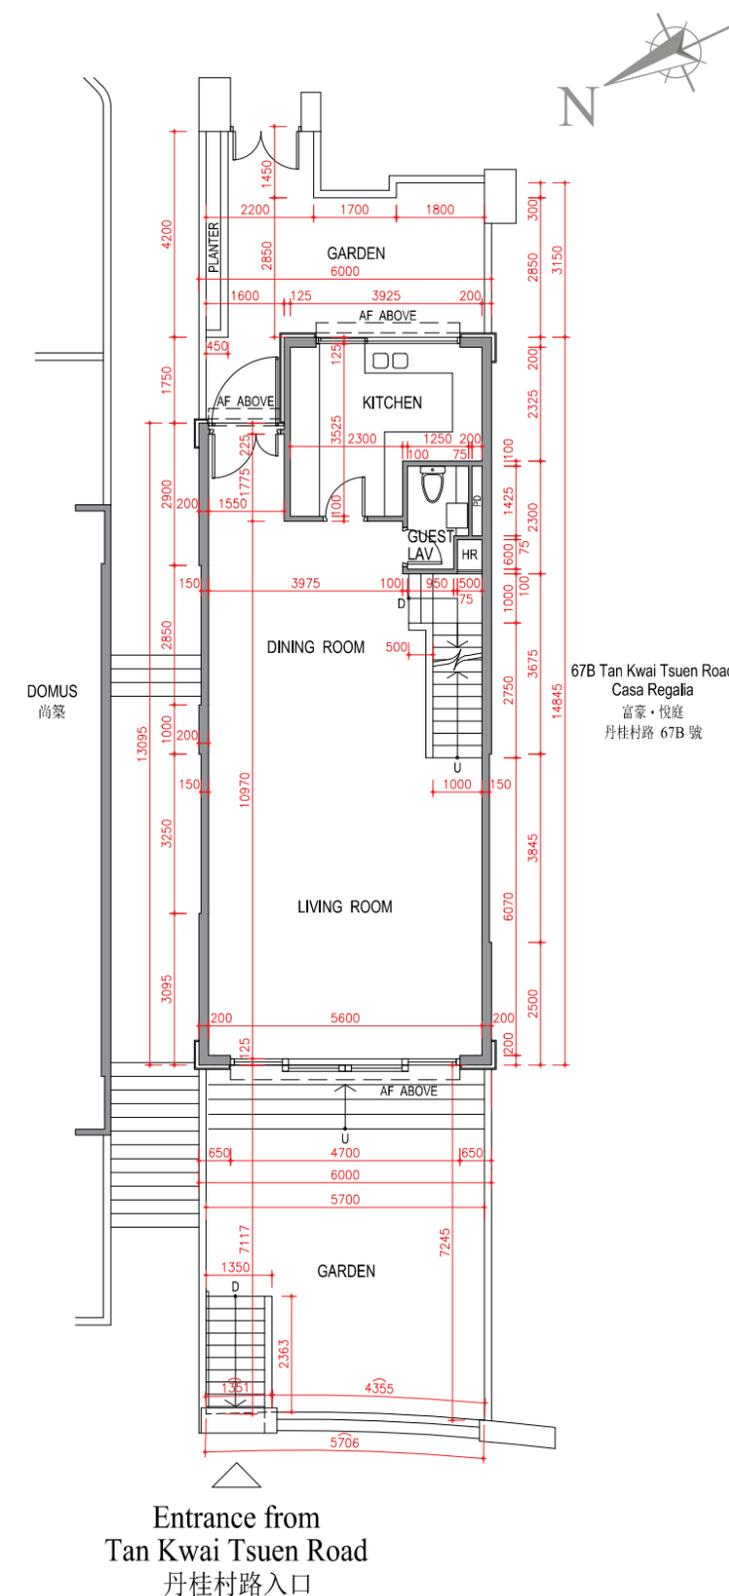 N
1450
2200
1700
1800
300
4200
PLANTER
2850
GARDEN
2850
3150
6000
1600
125
3925
200
AF ABOVE
450
125
200
1750
AF ABOVE
KITCHEN
2325
3525
225
2300
1250
200
100
75
100
2900
1775
200
1550
100
1425
PD
2300
GUEST
LAV
HR
600
75
150
3975
100
950
500
75
100
D
1000
2850
DINING ROOM
500
3675
67B Tan Kwai Tsuen Road
Casa Regalia
富豪・悅庭
丹桂村路 67B 號
DOMUS
尚築
2750
14845
13095
1000
200
U
150
10970
1000
150
3250
3845
LIVING ROOM
6070
3095
2500
200
5600
200
125
200
AF ABOVE
U
650
4700
650
6000
5700
7117
7245
1350
GARDEN
D
2363
1351
4355
5706
Entrance from
Tan Kwai Tsuen Road
丹桂村路入口